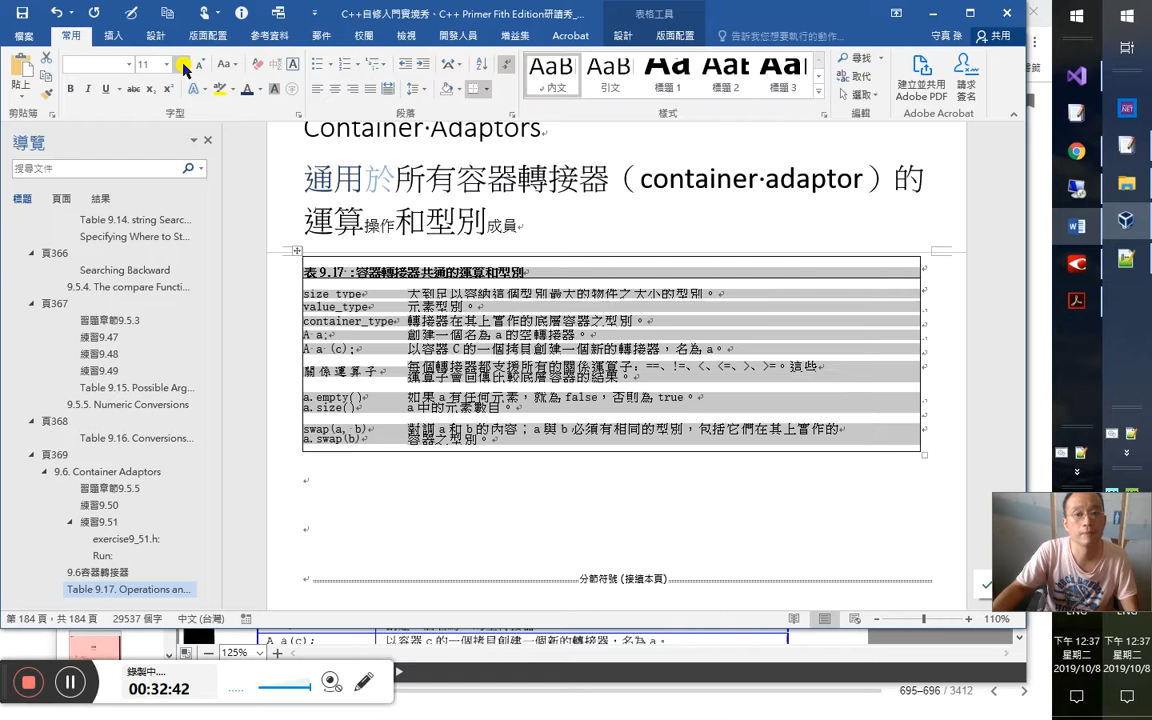 C++自修人門實境秀、C++ Primer Fith Edition研讀秀_...
表格工具
檔案 常用 插入 設計 版面配置 參考資料 郵件 校閱 檢視 開發人員 增益集 Acrobat 設計 版面配置 告訴我您想要執行的動作... 守真 孫 共用
貼上
11
Aa
B I U abc x₂ x²
AaB AaBb Aa Aa Aa
內文 引文 標題 1 標題 2 標題 3
尋找
取代
選取
建立並共用
Adobe PDF
請求
簽名
剪貼簿 字型 段落 樣式 編輯 Adobe Acrobat
導覽
搜尋文件
標題 頁面 結果
Table 9.14. string Searc...
Specifying Where to St...
頁366
Searching Backward
9.5.4. The compare Functi...
頁367
習題章節9.5.3
練習9.47
練習9.48
練習9.49
Table 9.15. Possible Arg...
9.5.5. Numeric Conversions
頁368
Table 9.16. Conversions...
頁369
9.6. Container Adaptors
習題章節9.5.5
練習9.50
練習9.51
exercise9_51.h:
Run:
9.6容器轉接器
Table 9.17. Operations an...
Container·Adaptors
通用於所有容器轉接器（container·adaptor）的
運算操作和型別成員
表 9.17 :容器轉接器共通的運算和型別
size_type 大到足以容納這個型別最大的物件之大小的型別。
value_type 元素型別。
container_type 轉接器在其上實作的底層容器之型別。
A a; 創建一個名為 a 的空轉接器。
A a (c); 以容器 C 的一個拷貝創建一個新的轉接器，名為 a。
關係運算子 每個轉接器都支援所有的關係運算子：==、!=、<、<=、>、>=。這些
運算子會回傳比較底層容器的結果。
a.empty() 如果 a 有任何元素，就為 false，否則為 true。
a.size() a 中的元素數目。
swap(a, b) 對調 a 和 b 的內容；a 與 b 必須有相同的型別，包括它們在其上實作的
a.swap(b) 容器之型別。
分節符號 (接續本頁)
第 184 頁，共 184 頁 29537 個字 中文 (台灣) 110%
A a(c); 以容器 c 的一個拷貝創建一個新的轉接器，名為 a。
125%
錄製中....
00:32:42
695–696 / 3412
下午 12:37
星期二
2019/10/8
下午 12:37
星期二
2019/10/8